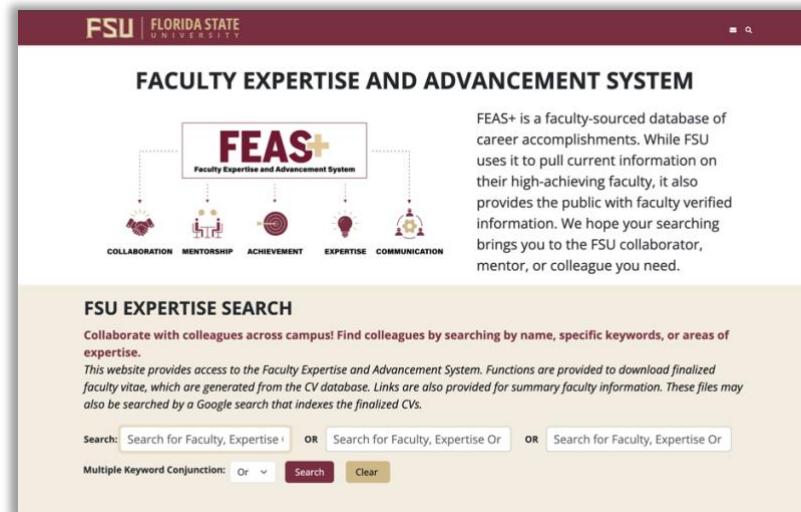 FSU FLORIDA STATE
UNIVERSITY
FACULTY EXPERTISE AND ADVANCEMENT SYSTEM
FEAS+
Faculty Expertise and Advancement System
COLLABORATION MENTORSHIP ACHIEVEMENT EXPERTISE COMMUNICATION
FEAS+ is a faculty-sourced database of
career accomplishments. While FSU
uses it to pull current information on
their high-achieving faculty, it also
provides the public with faculty verified
information. We hope your searching
brings you to the FSU collaborator,
mentor, or colleague you need.
FSU EXPERTISE SEARCH
Collaborate with colleagues across campus! Find colleagues by searching by name, specific keywords, or areas of
expertise.
This website provides access to the Faculty Expertise and Advancement System. Functions are provided to download finalized
faculty vitae, which are generated from the CV database. Links are also provided for summary faculty information. These files may
also be searched by a Google search that indexes the finalized CVs.
Search: Search for Faculty, Expertise OR Search for Faculty, Expertise Or OR Search for Faculty, Expertise Or
Multiple Keyword Conjunction: Or Search Clear